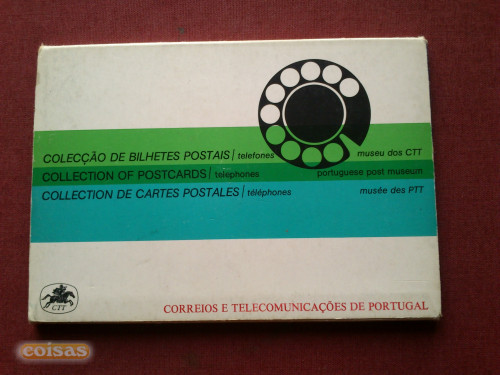 COLECÇÃO DE BILHETES POSTAIS / telefones museu dos CTT
COLLECTION OF POSTCARDS / telephones portuguese post museum
COLLECTION DE CARTES POSTALES / téléphones musée des PTT
CTT
CORREIOS E TELECOMUNICAÇÕES DE PORTUGAL
coisas